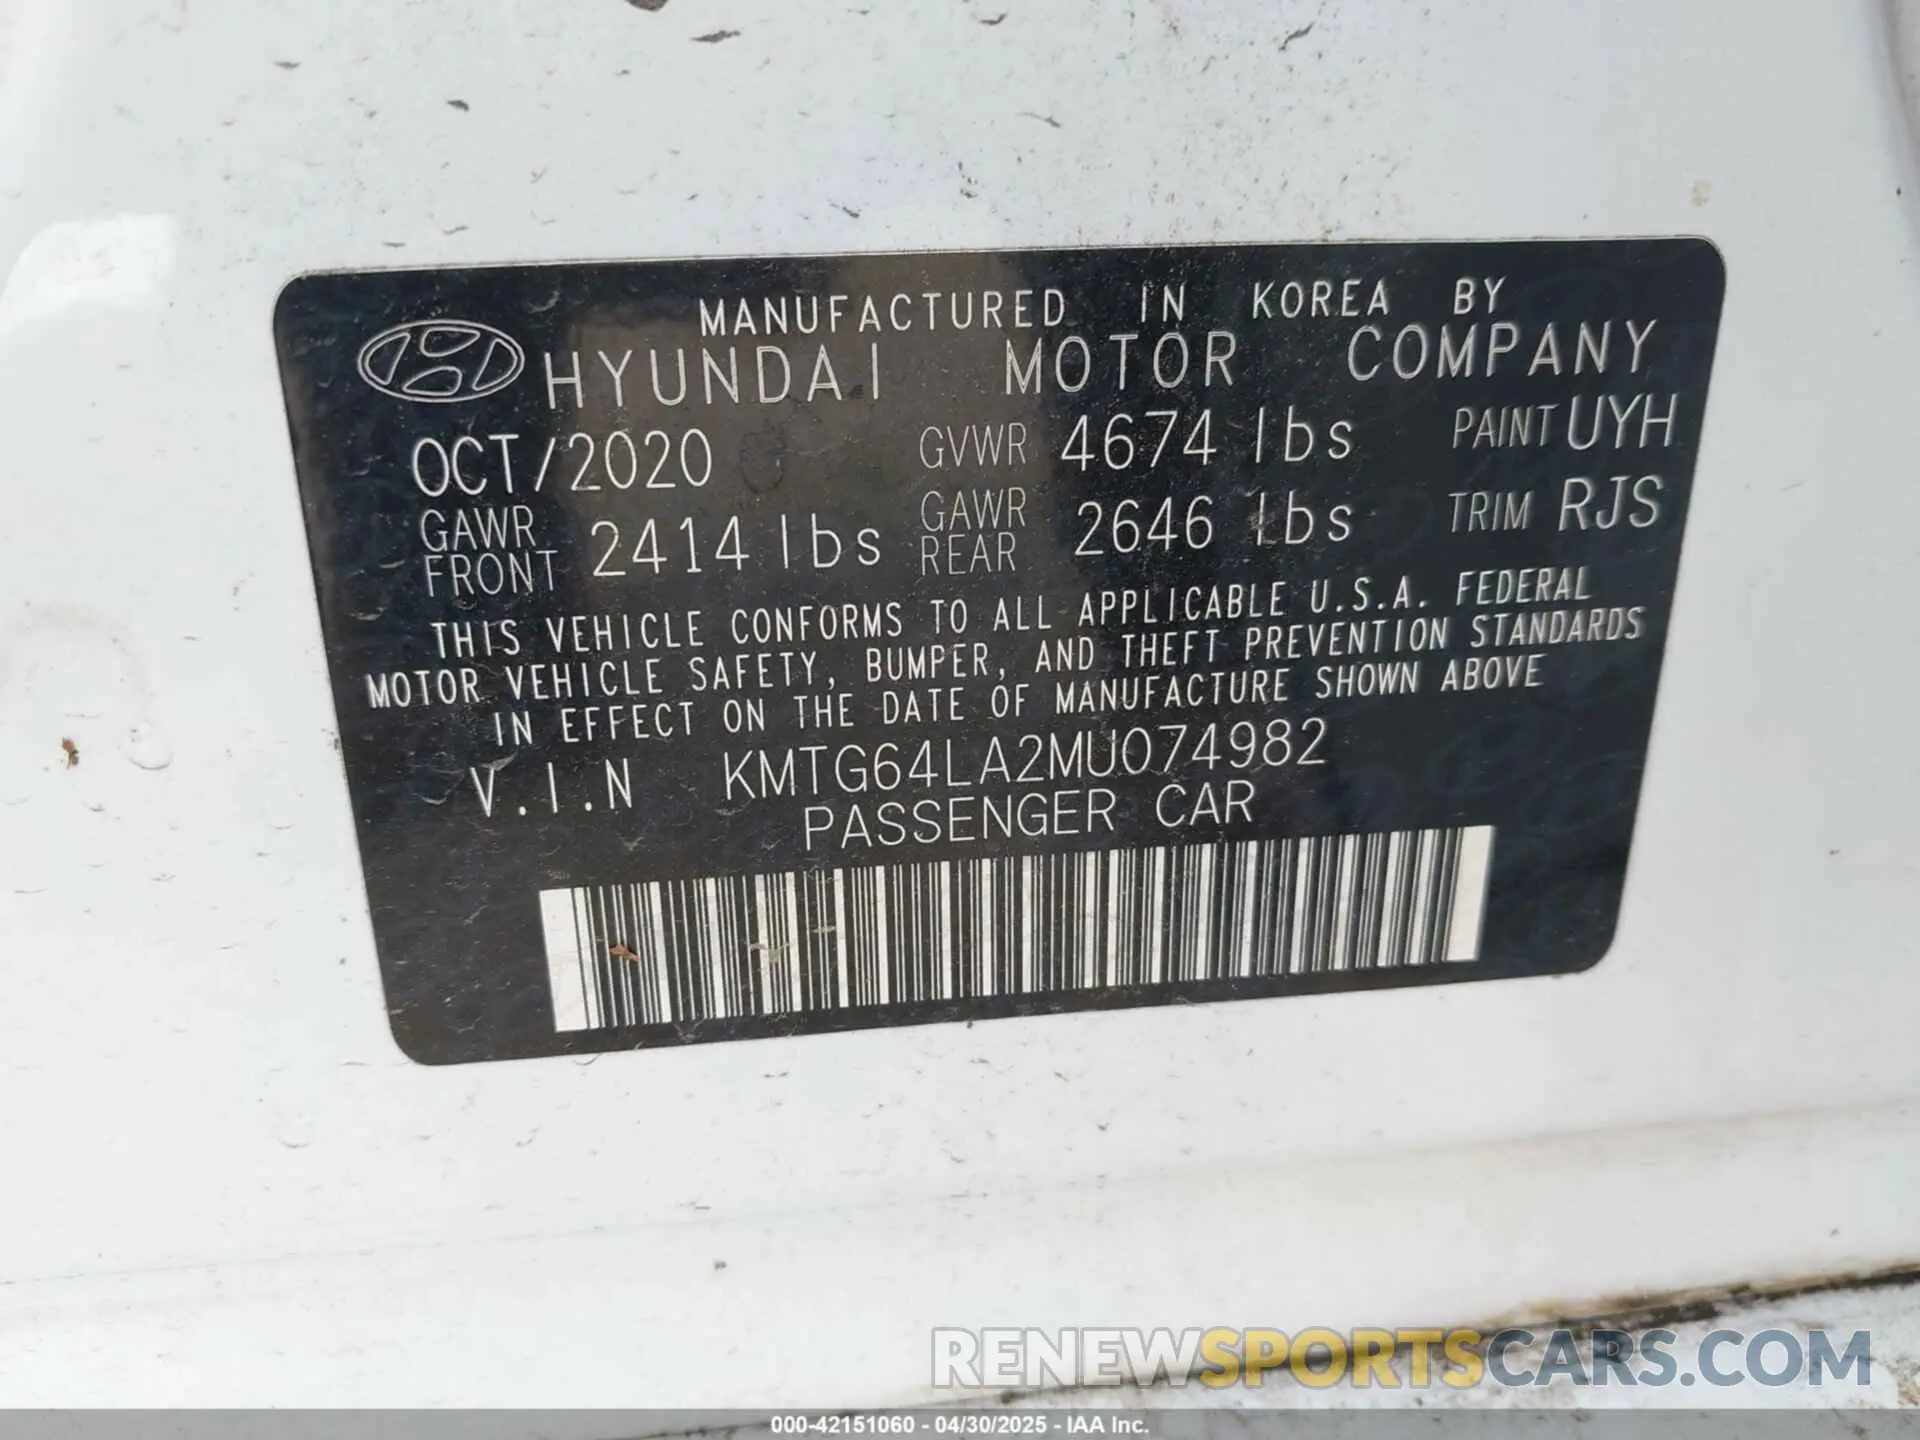 MANUFACTURED IN KOREA BY
HYUNDAI MOTOR COMPANY
OCT/2020 GVWR 4674 lbs PAINT UYH
GAWR FRONT 2414 lbs GAWR REAR 2646 lbs TRIM RJS
THIS VEHICLE CONFORMS TO ALL APPLICABLE U.S.A. FEDERAL
MOTOR VEHICLE SAFETY, BUMPER, AND THEFT PREVENTION STANDARDS
IN EFFECT ON THE DATE OF MANUFACTURE SHOWN ABOVE
V.I.N KMTG64LA2MU074982
PASSENGER CAR
RENEWSPORTSCARS.COM
000-42151060 - 04/30/2025 - IAA Inc.